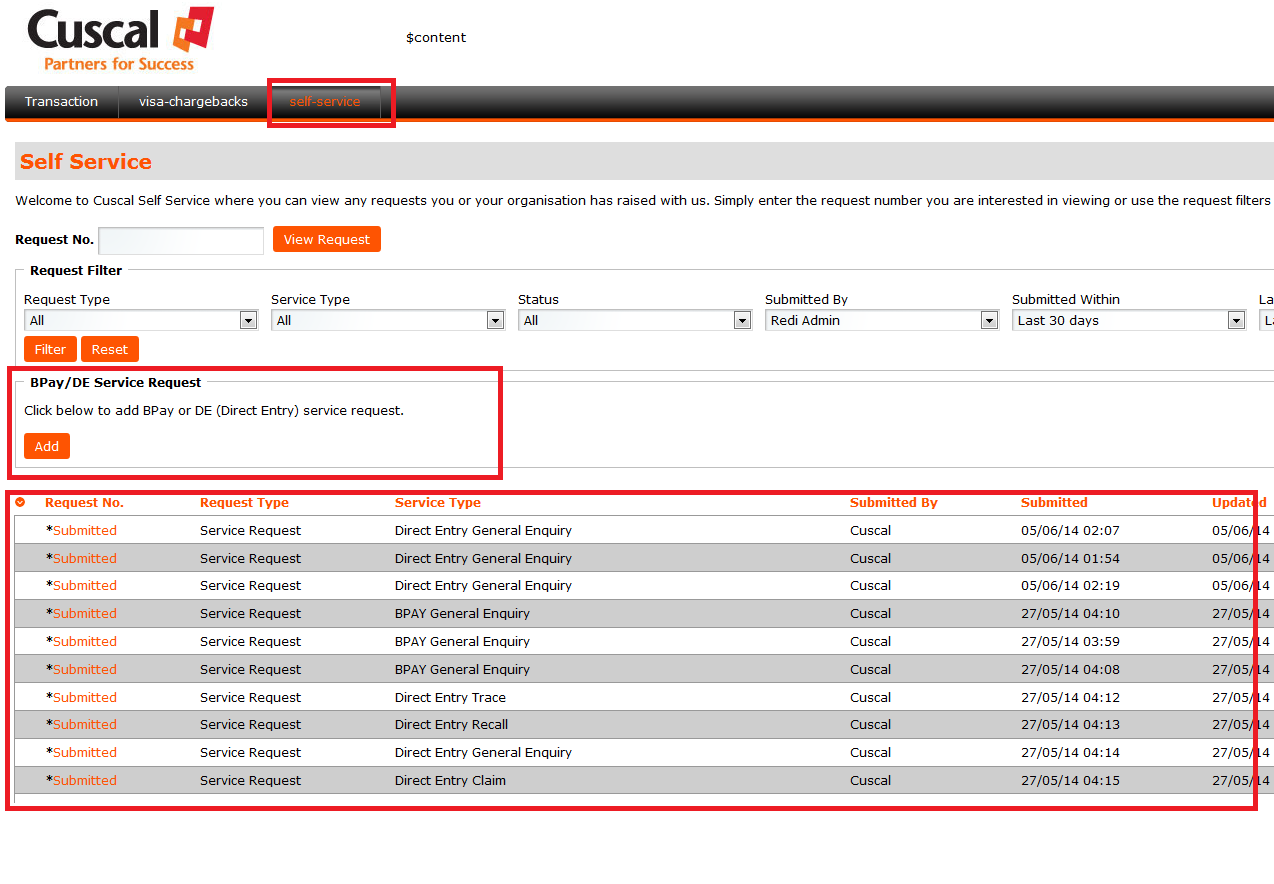 Cuscal
Partners for Success
$content
Transaction visa-chargebacks self-service
Self Service
Welcome to Cuscal Self Service where you can view any requests you or your organisation has raised with us. Simply enter the request number you are interested in viewing or use the request filters
Request No. View Request
Request Filter
Request Type Service Type Status Submitted By Submitted Within La
All All All Redi Admin Last 30 days
Filter Reset
BPay/DE Service Request
Click below to add BPay or DE (Direct Entry) service request.
Add
Request No. Request Type Service Type Submitted By Submitted Updated
*Submitted Service Request Direct Entry General Enquiry Cuscal 05/06/14 02:07 05/06/14
*Submitted Service Request Direct Entry General Enquiry Cuscal 05/06/14 01:54 05/06/14
*Submitted Service Request Direct Entry General Enquiry Cuscal 05/06/14 02:19 05/06/14
*Submitted Service Request BPAY General Enquiry Cuscal 27/05/14 04:10 27/05/14
*Submitted Service Request BPAY General Enquiry Cuscal 27/05/14 03:59 27/05/14
*Submitted Service Request BPAY General Enquiry Cuscal 27/05/14 04:08 27/05/14
*Submitted Service Request Direct Entry Trace Cuscal 27/05/14 04:12 27/05/14
*Submitted Service Request Direct Entry Recall Cuscal 27/05/14 04:13 27/05/14
*Submitted Service Request Direct Entry General Enquiry Cuscal 27/05/14 04:14 27/05/14
*Submitted Service Request Direct Entry Claim Cuscal 27/05/14 04:15 27/05/14